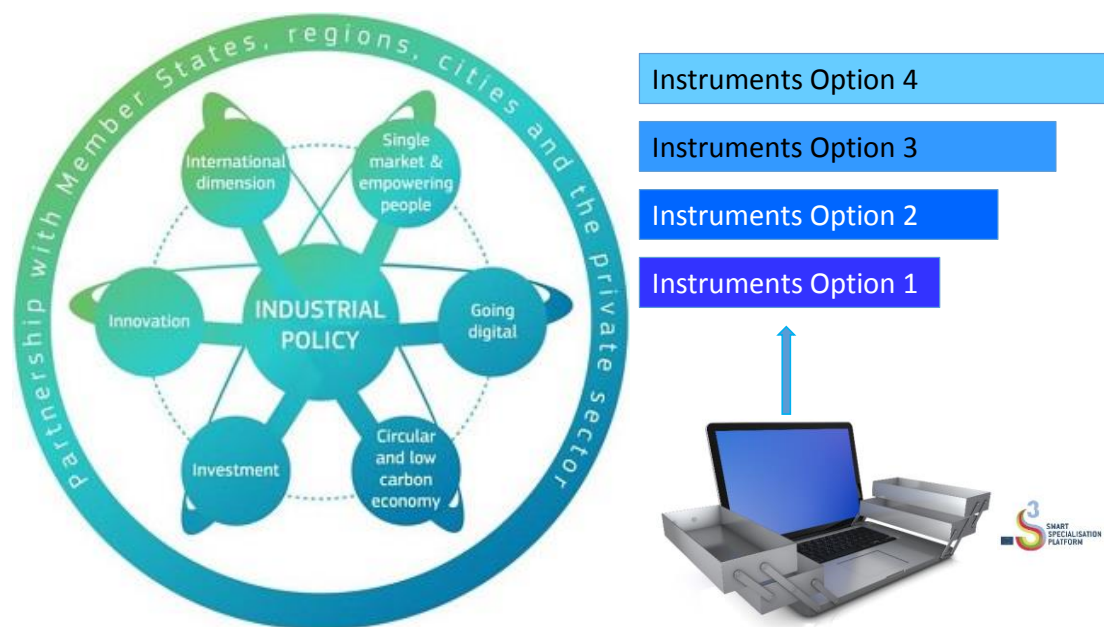 Partnership with Member States, regions, cities and the private sector
International
dimension
Single
market &
empowering
people
Innovation
INDUSTRIAL
POLICY
Going
digital
Investment
Circular
and low
carbon
economy
Instruments Option 4
Instruments Option 3
Instruments Option 2
Instruments Option 1
S3
SMART
SPECIALISATION
PLATFORM